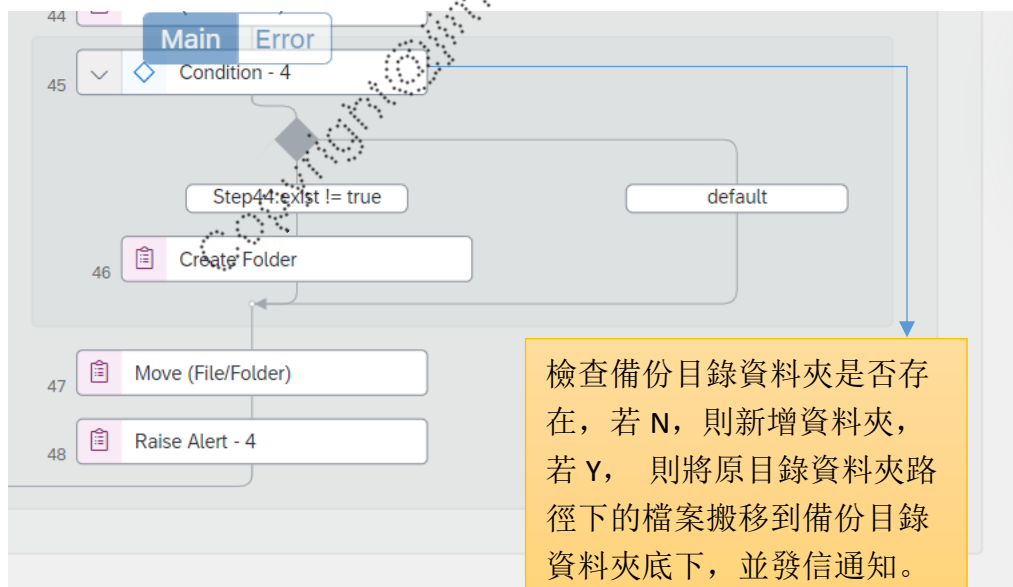 44
Main Error
45 Condition - 4
Step44:exist != true
default
46 Create Folder
47 Move (File/Folder)
48 Raise Alert - 4
檢查備份目錄資料夾是否存
在，若 N，則新增資料夾，
若 Y， 則將原目錄資料夾路
徑下的檔案搬移到備份目錄
資料夾底下，並發信通知。